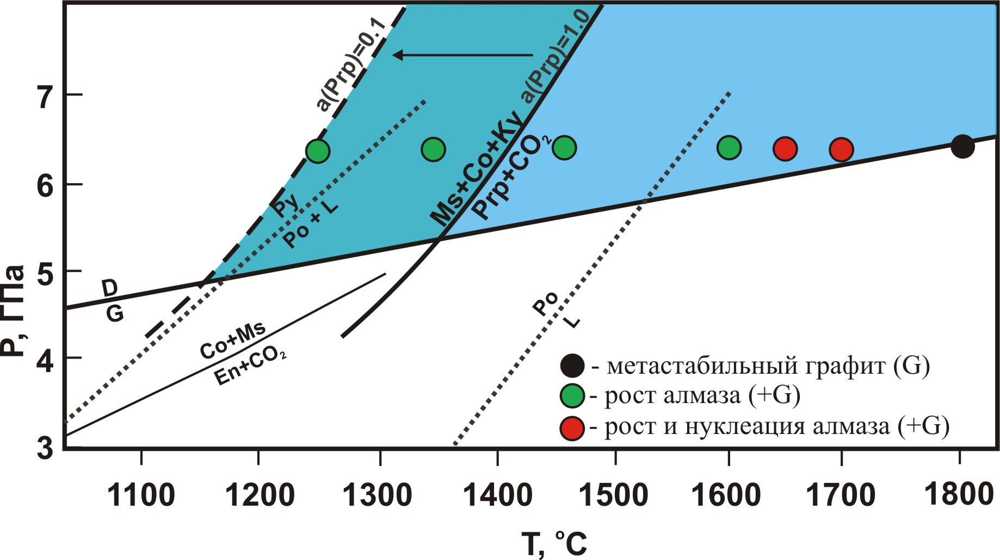 a(Prp)=0.1
a(Prp)=1.0
7
6
5
4
3
P, ГПа
Ms+Co+Ky
Prp+CO₂
Py
Po + L
D
G
Co+Ms
En+CO₂
Po
L
- метастабильный графит (G)
- рост алмаза (+G)
- рост и нуклеация алмаза (+G)
1100 1200 1300 1400 1500 1600 1700 1800
T, °C